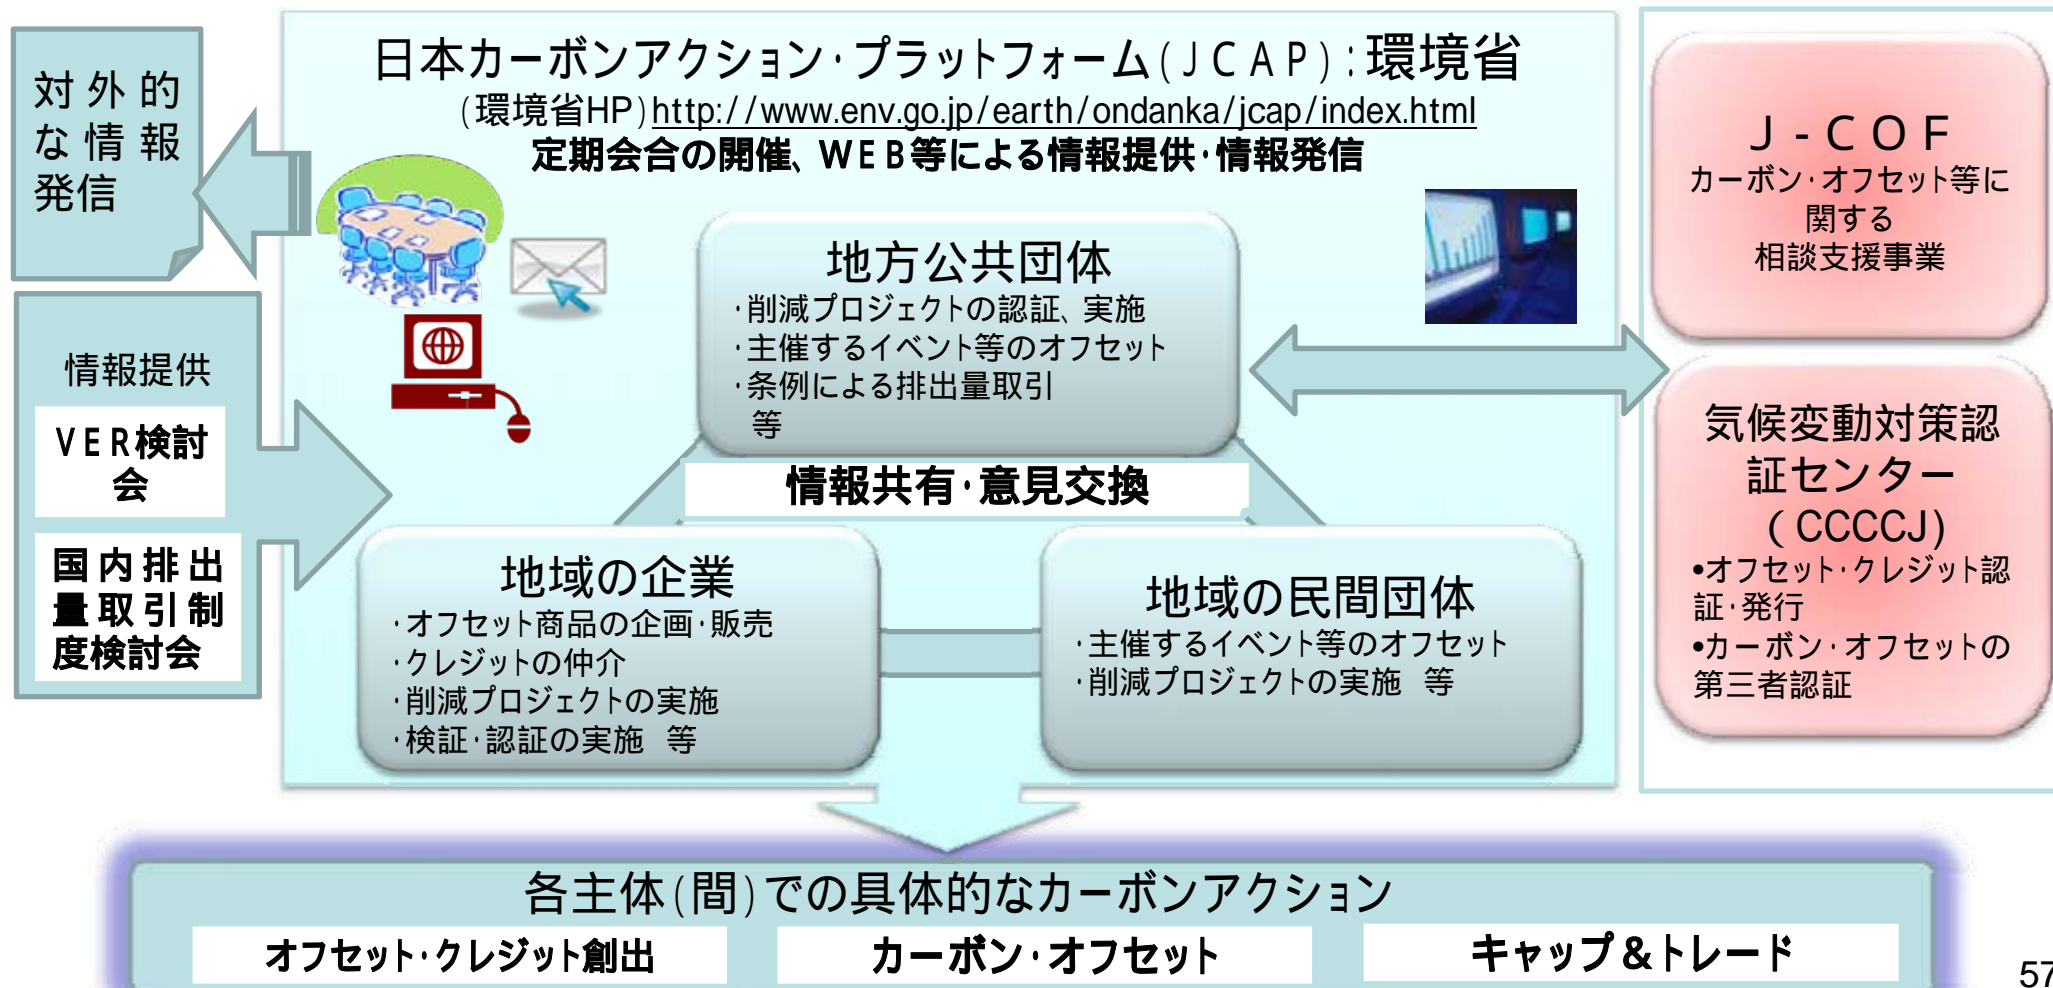 対外的
な情報
発信
情報提供
VER検討
会
国内排出
量取引制
度検討会
日本カーボンアクション・プラットフォーム(JCAP):環境省
(環境省HP)http://www.env.go.jp/earth/ondanka/jcap/index.html
定期会合の開催、WEB等による情報提供・情報発信
地方公共団体
・削減プロジェクトの認証、実施
・主催するイベント等のオフセット
・条例による排出量取引
等
情報共有・意見交換
地域の企業
・オフセット商品の企画・販売
・クレジットの仲介
・削減プロジェクトの実施
・検証・認証の実施 等
地域の民間団体
・主催するイベント等のオフセット
・削減プロジェクトの実施 等
J-COF
カーボン・オフセット等に
関する
相談支援事業
気候変動対策認
証センター
(CCCCJ)
•オフセット・クレジット認
証・発行
•カーボン・オフセットの
第三者認証
各主体(間)での具体的なカーボンアクション
オフセット・クレジット創出
カーボン・オフセット
キャップ&トレード
57